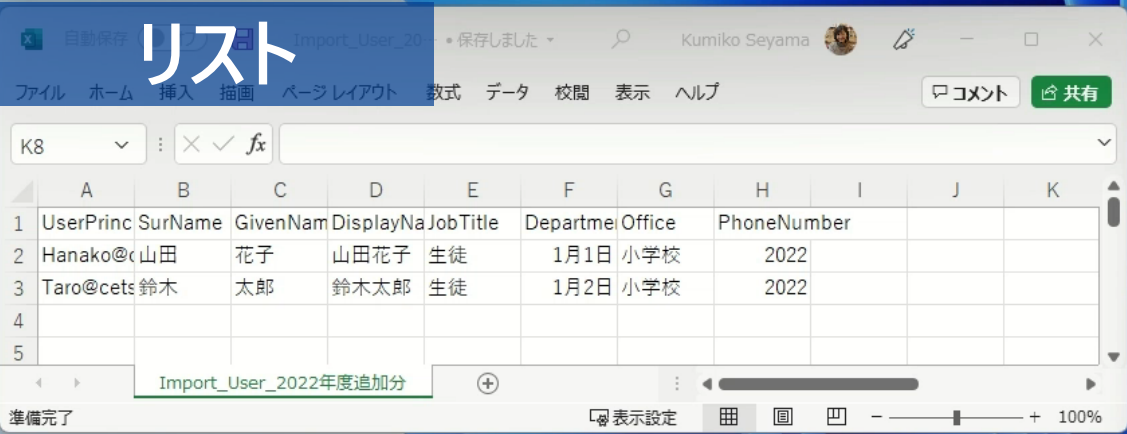 リスト
自動保存
オフ
Import_User_20… • 保存しました
Kumiko Seyama
ファイル ホーム 挿入 描画 ページ レイアウト 数式 データ 校閲 表示 ヘルプ
コメント
共有
K8
fx
A B C D E F G H I J K
1 UserPrinc SurName GivenNam DisplayNa JobTitle Departmen Office PhoneNumber
2 Hanako@c 山田 花子 山田花子 生徒 1月1日 小学校 2022
3 Taro@cets 鈴木 太郎 鈴木太郎 生徒 1月2日 小学校 2022
4
5
Import_User_2022年度追加分
準備完了
表示設定
100%